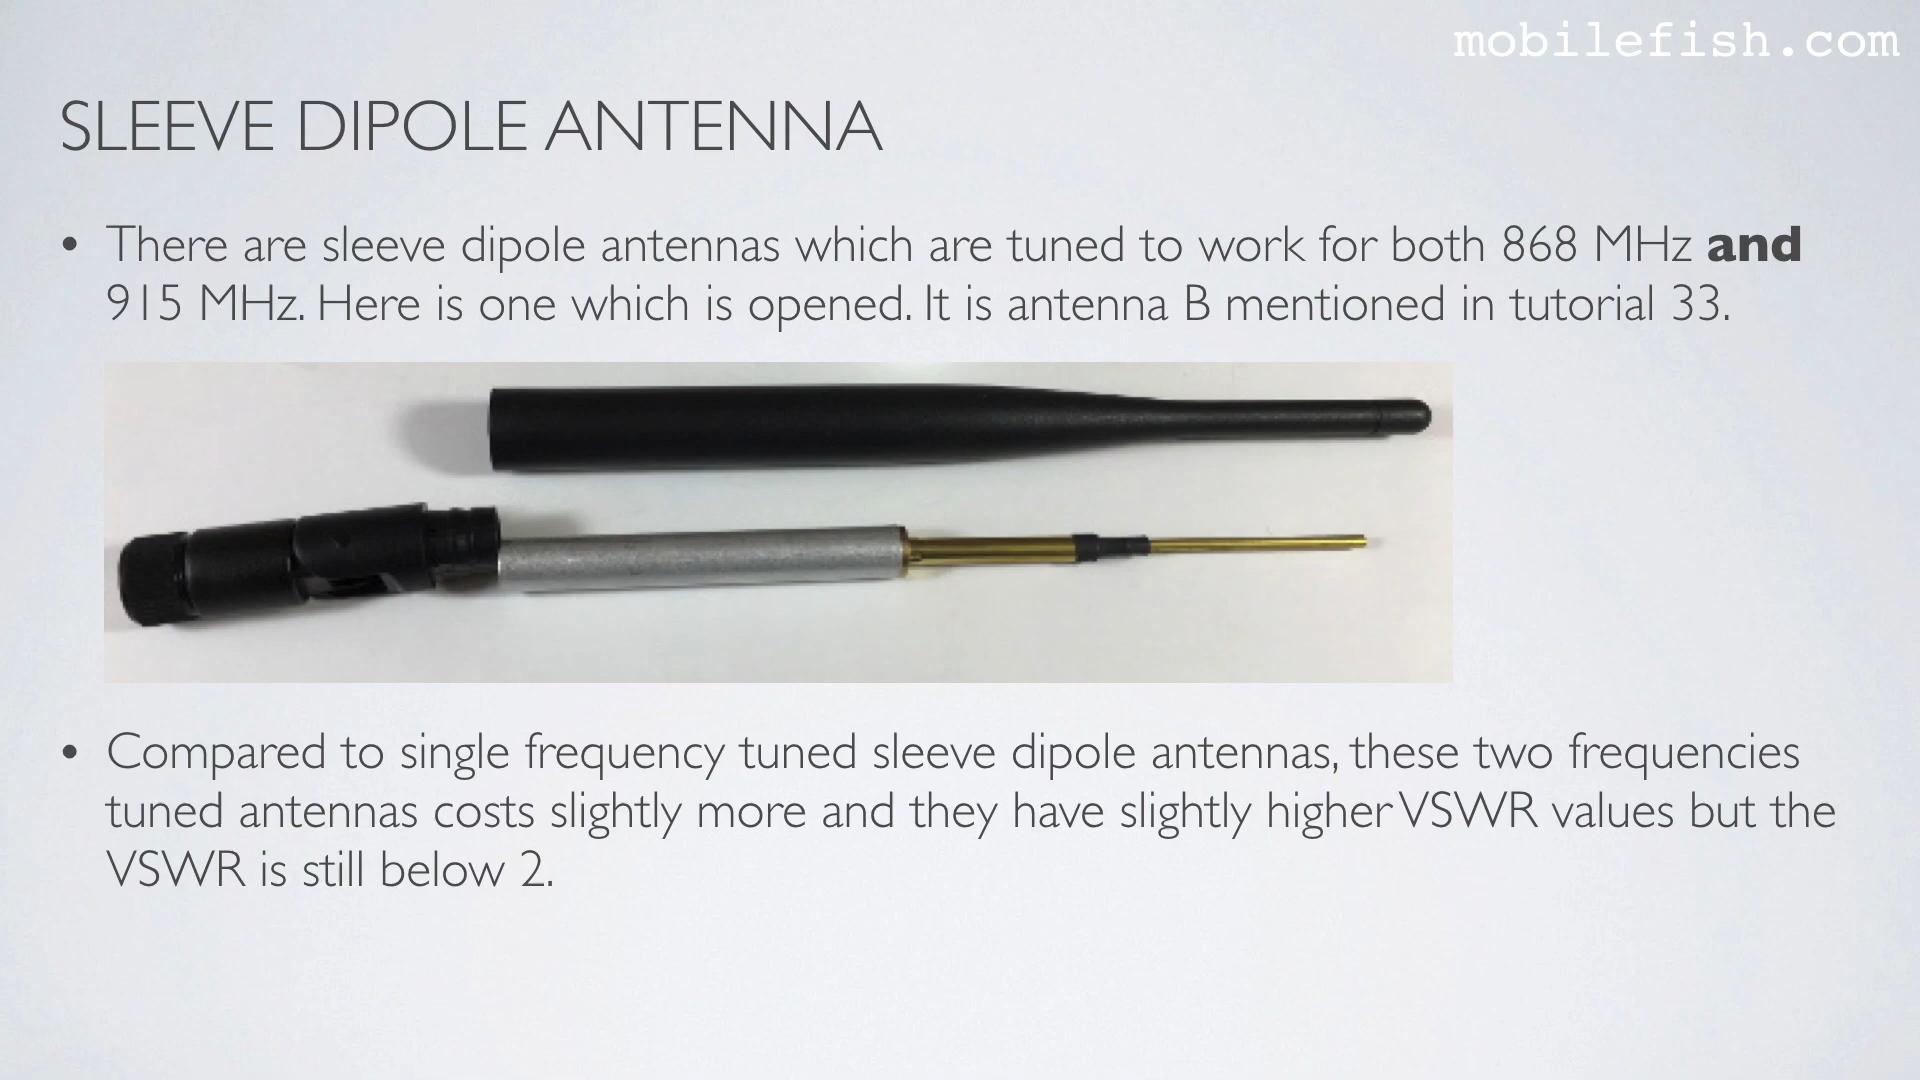 mobilefish.com
SLEEVE DIPOLE ANTENNA
• There are sleeve dipole antennas which are tuned to work for both 868 MHz and
915 MHz. Here is one which is opened. It is antenna B mentioned in tutorial 33.
• Compared to single frequency tuned sleeve dipole antennas, these two frequencies
tuned antennas costs slightly more and they have slightly higher VSWR values but the
VSWR is still below 2.